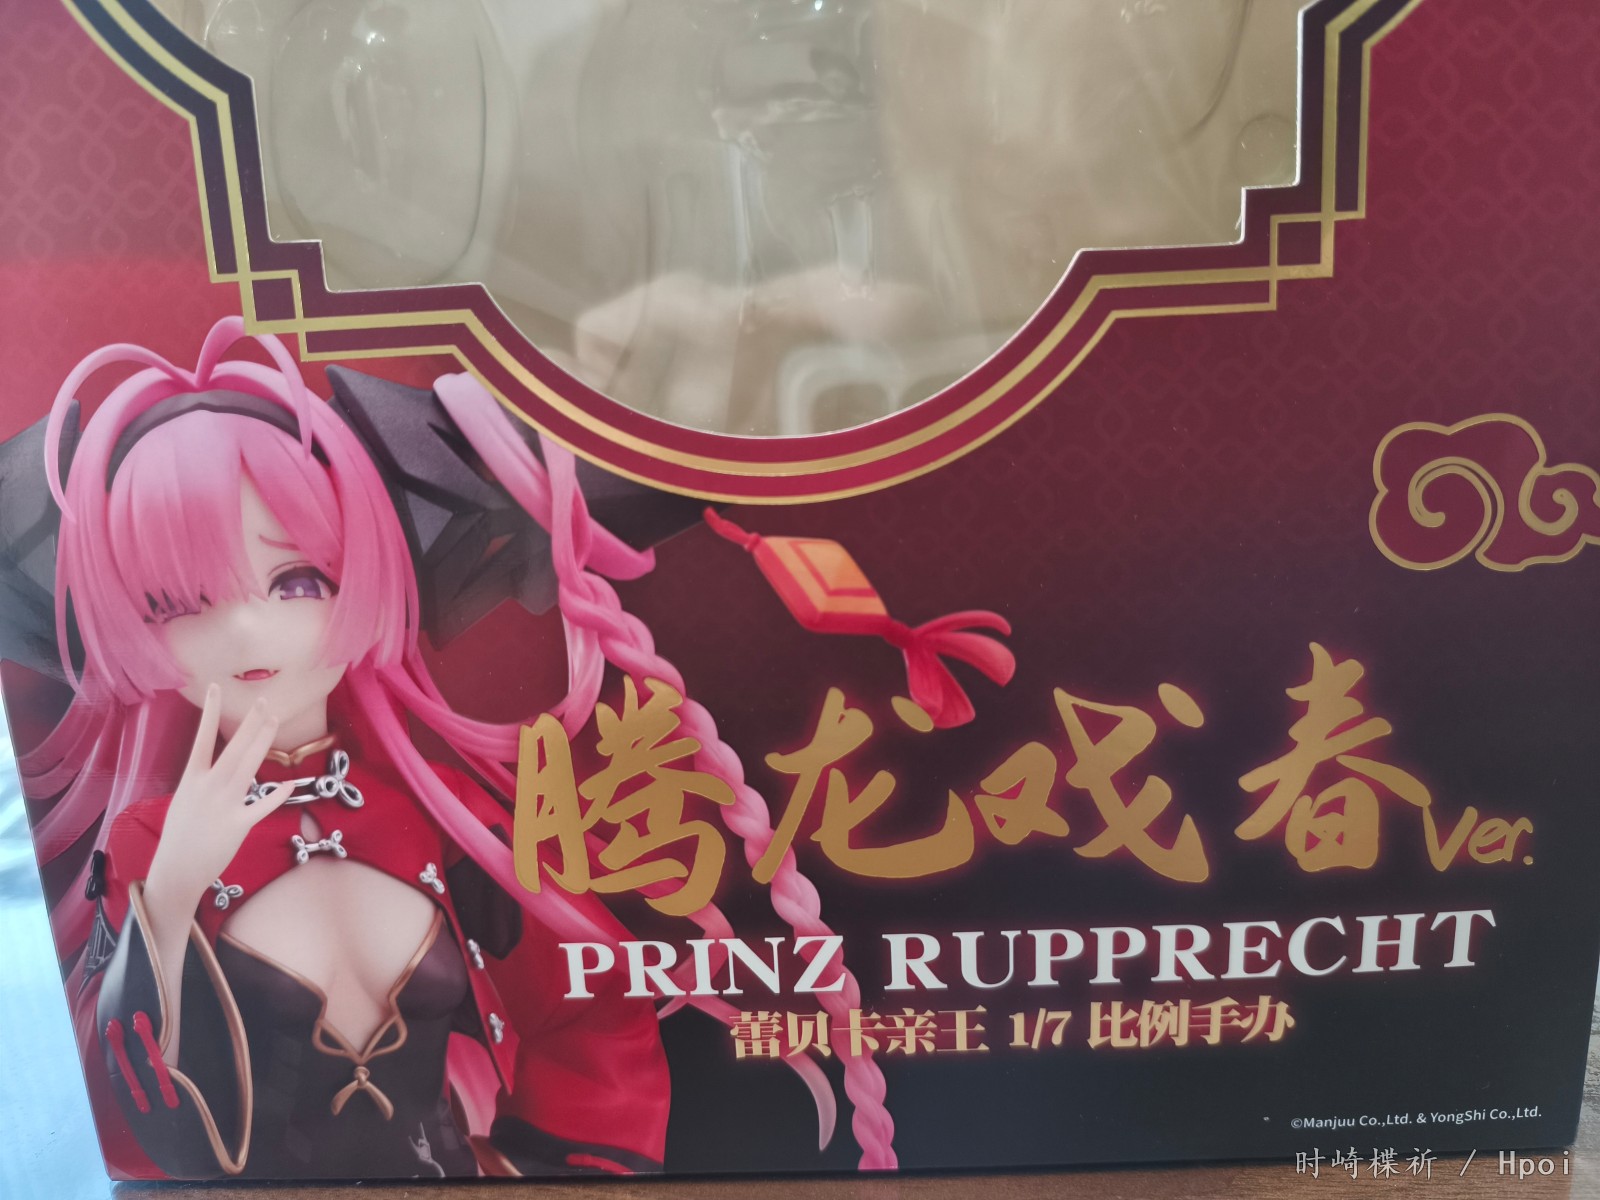 腾龙戏春ver.
PRINZ RUPPRECHT
蕾贝卡亲王 1/7 比例手办
©Manjuu Co.,Ltd. & YongShi Co.,Ltd.
时崎楪祈 / Hpoi